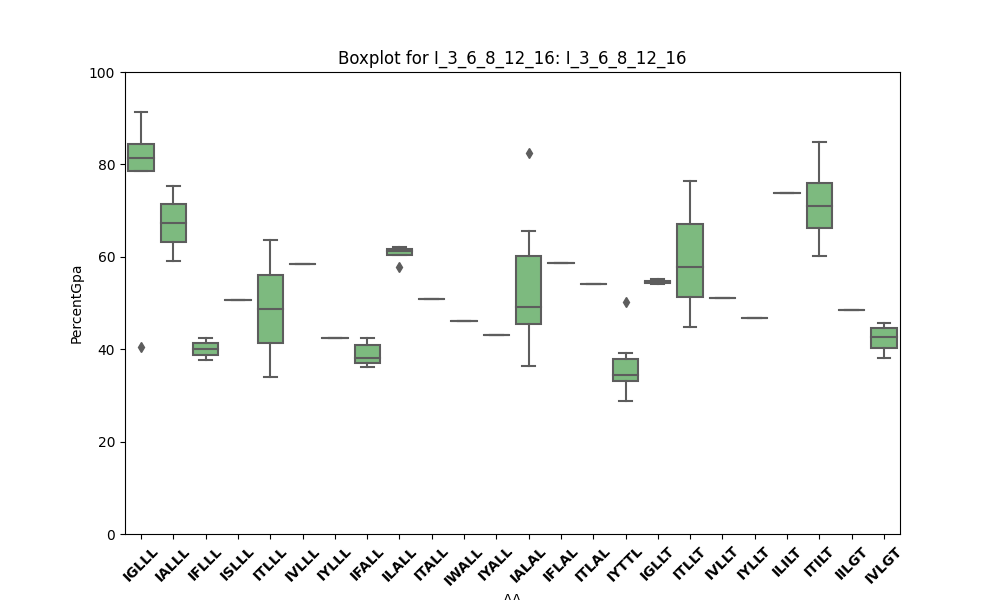 Boxplot for I_3_6_8_12_16: I_3_6_8_12_16
PercentGpa
100
80
60
40
20
0
IGLLL
IALLL
IFLLL
ISLLL
ITLLL
IVLLL
IYLLL
IFALL
ILALL
ITALL
IWALL
IYALL
IALAL
IFLAL
ITLAL
IYTTL
IGLLT
ITLLT
IVLLT
IYLLT
ILILT
ITILT
IILGT
IVLGT
AA